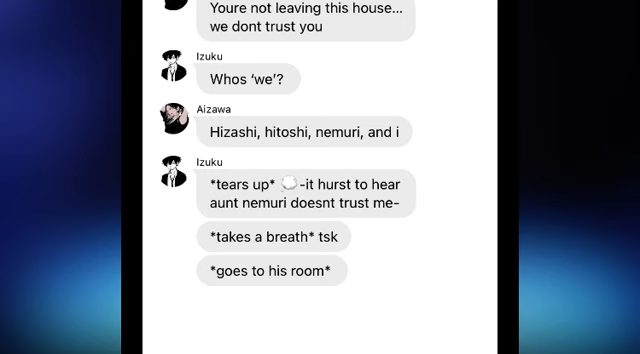 Youre not leaving this house...
we dont trust you
Izuku
Whos ‘we’?
Aizawa
Hizashi, hitoshi, nemuri, and i
Izuku
*tears up* 💭-it hurst to hear
aunt nemuri doesnt trust me-
*takes a breath* tsk
*goes to his room*